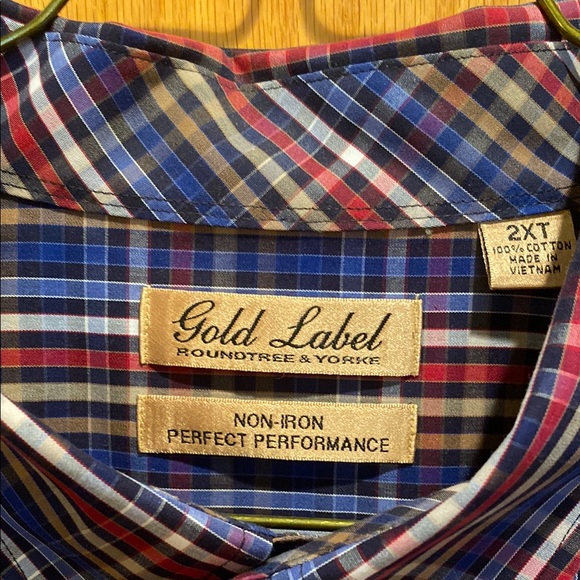 2XT
100% COTTON
MADE IN
VIETNAM
Gold Label
ROUNDTREE & YORKE
NON-IRON
PERFECT PERFORMANCE